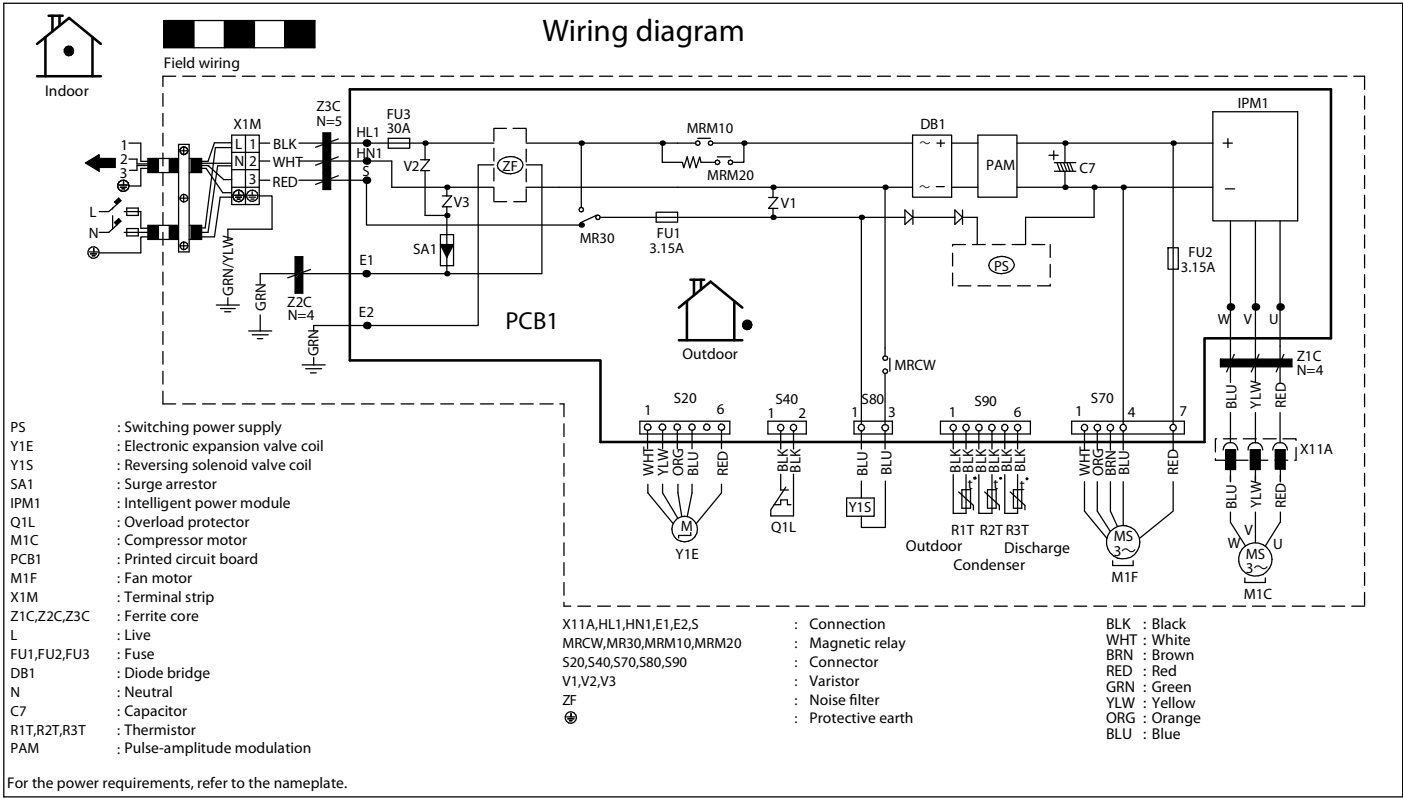 Wiring diagram
Indoor
Field wiring
Z3C
N=5
X1M
L 1
N 2
3
BLK
WHT
RED
1
2
3
L
N
HL1
HN1
S
FU3
30A
V2
ZF
V3
SA1
E1
E2
GRN/YLW
GRN
Z2C
N=4
GRN
MRM10
MRM20
MR30
FU1
3.15A
V1
DB1
~ +
~ −
PAM
+
C7
PS
IPM1
+
−
FU2
3.15A
PCB1
Outdoor
MRCW
W
V
U
Z1C
N=4
BLU
YLW
RED
X11A
BLU
YLW
RED
W
V
U
MS
3~
M1C
S20
1
6
WHT
YLW
ORG
BLU
RED
M
Y1E
S40
1
2
BLK
BLK
Q1L
S80
1
3
BLU
BLU
Y1S
S90
1
6
BLK
BLK
BLK
BLK
BLK
BLK
t°
t°
t°
R1T
R2T
R3T
Outdoor
Condenser
Discharge
S70
1
4
7
WHT
ORG
BRN
BLU
RED
MS
3~
M1F
PS : Switching power supply
Y1E : Electronic expansion valve coil
Y1S : Reversing solenoid valve coil
SA1 : Surge arrestor
IPM1 : Intelligent power module
Q1L : Overload protector
M1C : Compressor motor
PCB1 : Printed circuit board
M1F : Fan motor
X1M : Terminal strip
Z1C,Z2C,Z3C : Ferrite core
L : Live
FU1,FU2,FU3 : Fuse
DB1 : Diode bridge
N : Neutral
C7 : Capacitor
R1T,R2T,R3T : Thermistor
PAM : Pulse-amplitude modulation
X11A,HL1,HN1,E1,E2,S : Connection
MRCW,MR30,MRM10,MRM20 : Magnetic relay
S20,S40,S70,S80,S90 : Connector
V1,V2,V3 : Varistor
ZF : Noise filter
: Protective earth
BLK : Black
WHT : White
BRN : Brown
RED : Red
GRN : Green
YLW : Yellow
ORG : Orange
BLU : Blue
For the power requirements, refer to the nameplate.